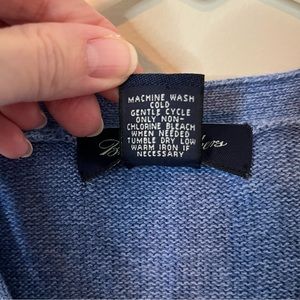 MACHINE WASH
COLD
GENTLE CYCLE
ONLY NON-
CHLORINE BLEACH
WHEN NEEDED
TUMBLE DRY LOW
WARM IRON IF
NECESSARY